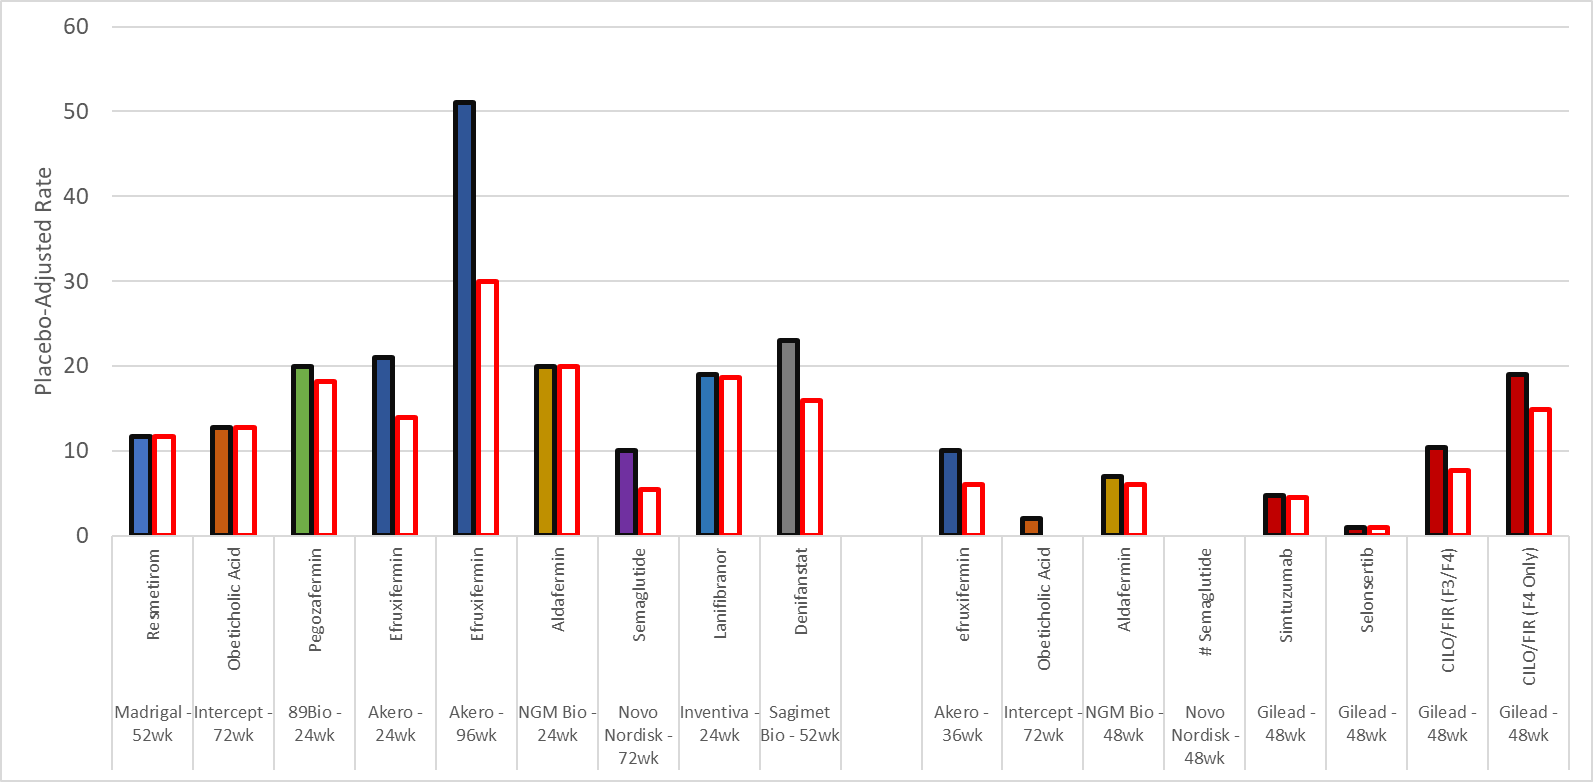 60
50
40
30
20
10
0
Placebo-Adjusted Rate
Resmetirom
Obeticholic Acid
Pegozafermin
Efruxifermin
Efruxifermin
Aldafermin
Semaglutide
Lanifibranor
Denifanstat
efruxifermin
Obeticholic Acid
Aldafermin
# Semaglutide
Simtuzumab
Selonsertib
CILO/FIR (F3/F4)
CILO/FIR (F4 Only)
Madrigal -
52wk
Intercept -
72wk
89Bio -
24wk
Akero -
24wk
Akero -
96wk
NGM Bio -
24wk
Novo
Nordisk -
72wk
Inventiva -
24wk
Sagimet
Bio - 52wk
Akero -
36wk
Intercept -
72wk
NGM Bio -
48wk
Novo
Nordisk -
48wk
Gilead -
48wk
Gilead -
48wk
Gilead -
48wk
Gilead -
48wk